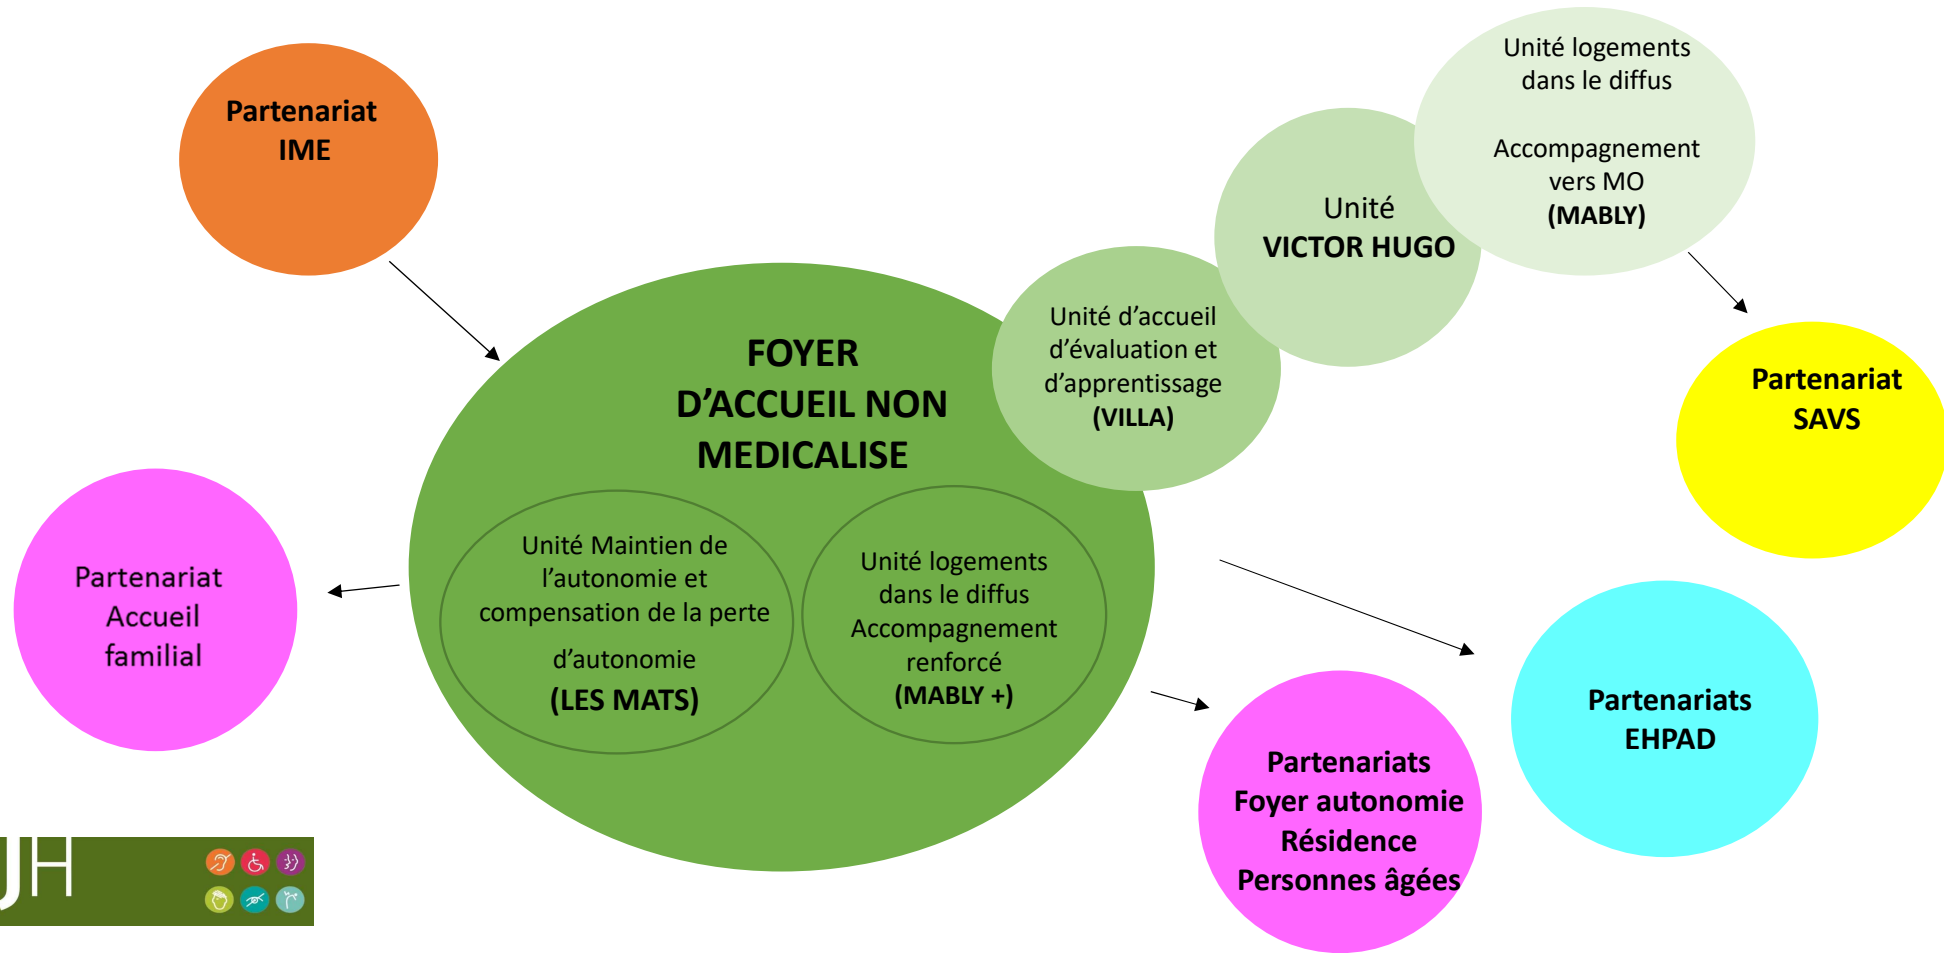 Partenariat
IME
Unité logements
dans le diffus
Accompagnement
vers MO
(MABLY)
Unité
VICTOR HUGO
Unité d’accueil
d’évaluation et
d’apprentissage
(VILLA)
FOYER
D’ACCUEIL NON
MEDICALISE
Partenariat
SAVS
Unité Maintien de
l’autonomie et
compensation de la perte
d’autonomie
(LES MATS)
Unité logements
dans le diffus
Accompagnement
renforcé
(MABLY +)
Partenariat
Accueil
familial
Partenariats
EHPAD
Partenariats
Foyer autonomie
Résidence
Personnes âgées
JH